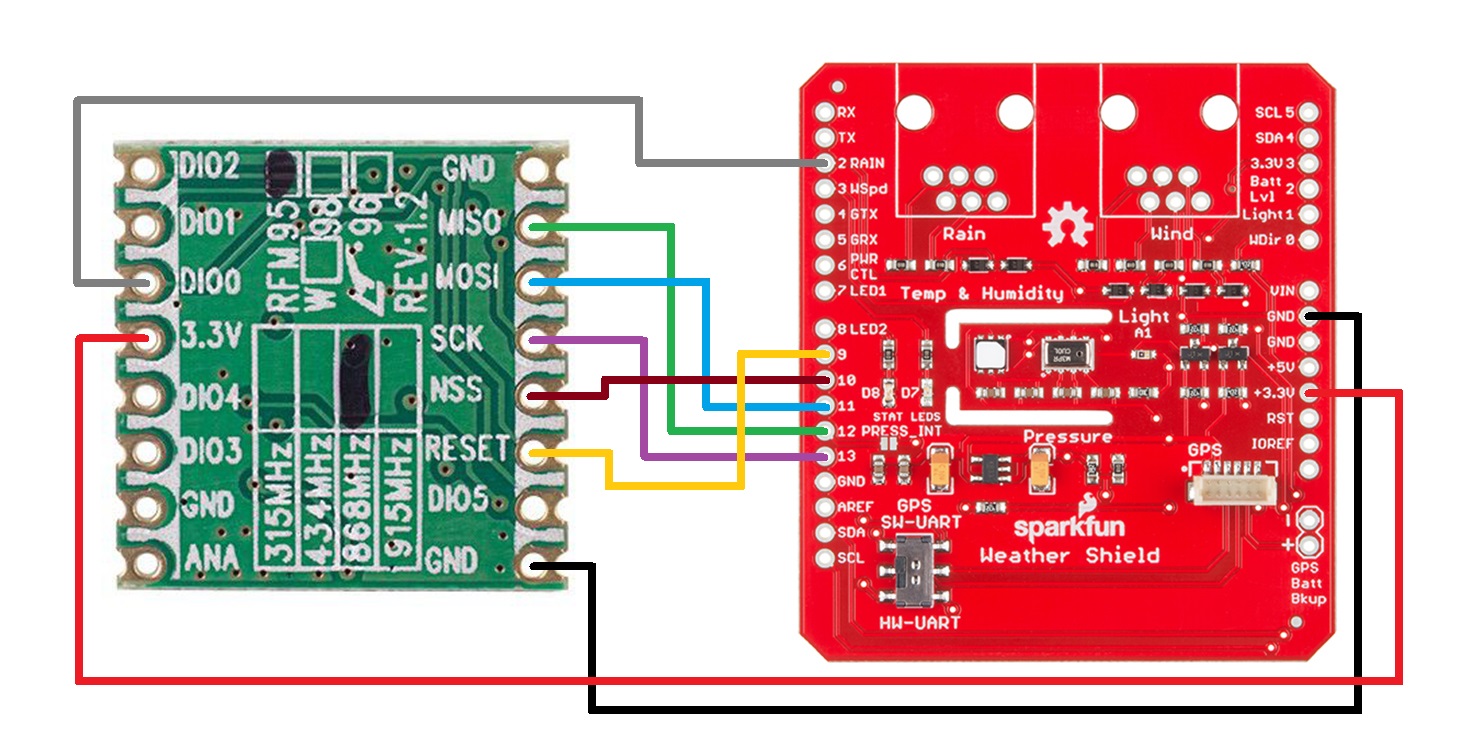 DIO2
DIO1
DIO0
3.3V
DIO4
DIO3
GND
ANA
RFM 95
W 98
96
REV:1.2
315MHz
434MHz
868MHz
915MHz
GND
MISO
MOSI
SCK
NSS
RESET
DIO5
GND
RX
TX
2 RAIN
3 WSpd
4 GTX
5 GRX
6 PWR
CTL
7 LED1
8 LED2
9
10
11
12
13
GND
AREF
SDA
SCL
Rain
Wind
Temp & Humidity
Light
A1
D8 D7
STAT LEDS
PRESS_INT
Pressure
GPS
GPS
SW-UART
HW-UART
sparkfun
Weather Shield
SCL 5
SDA 4
3.3V 3
Batt 2
Lvl
Light 1
WDir 0
VIN
GND
GND
+5V
+3.3V
RST
IOREF
-
+
GPS
Batt
Bkup